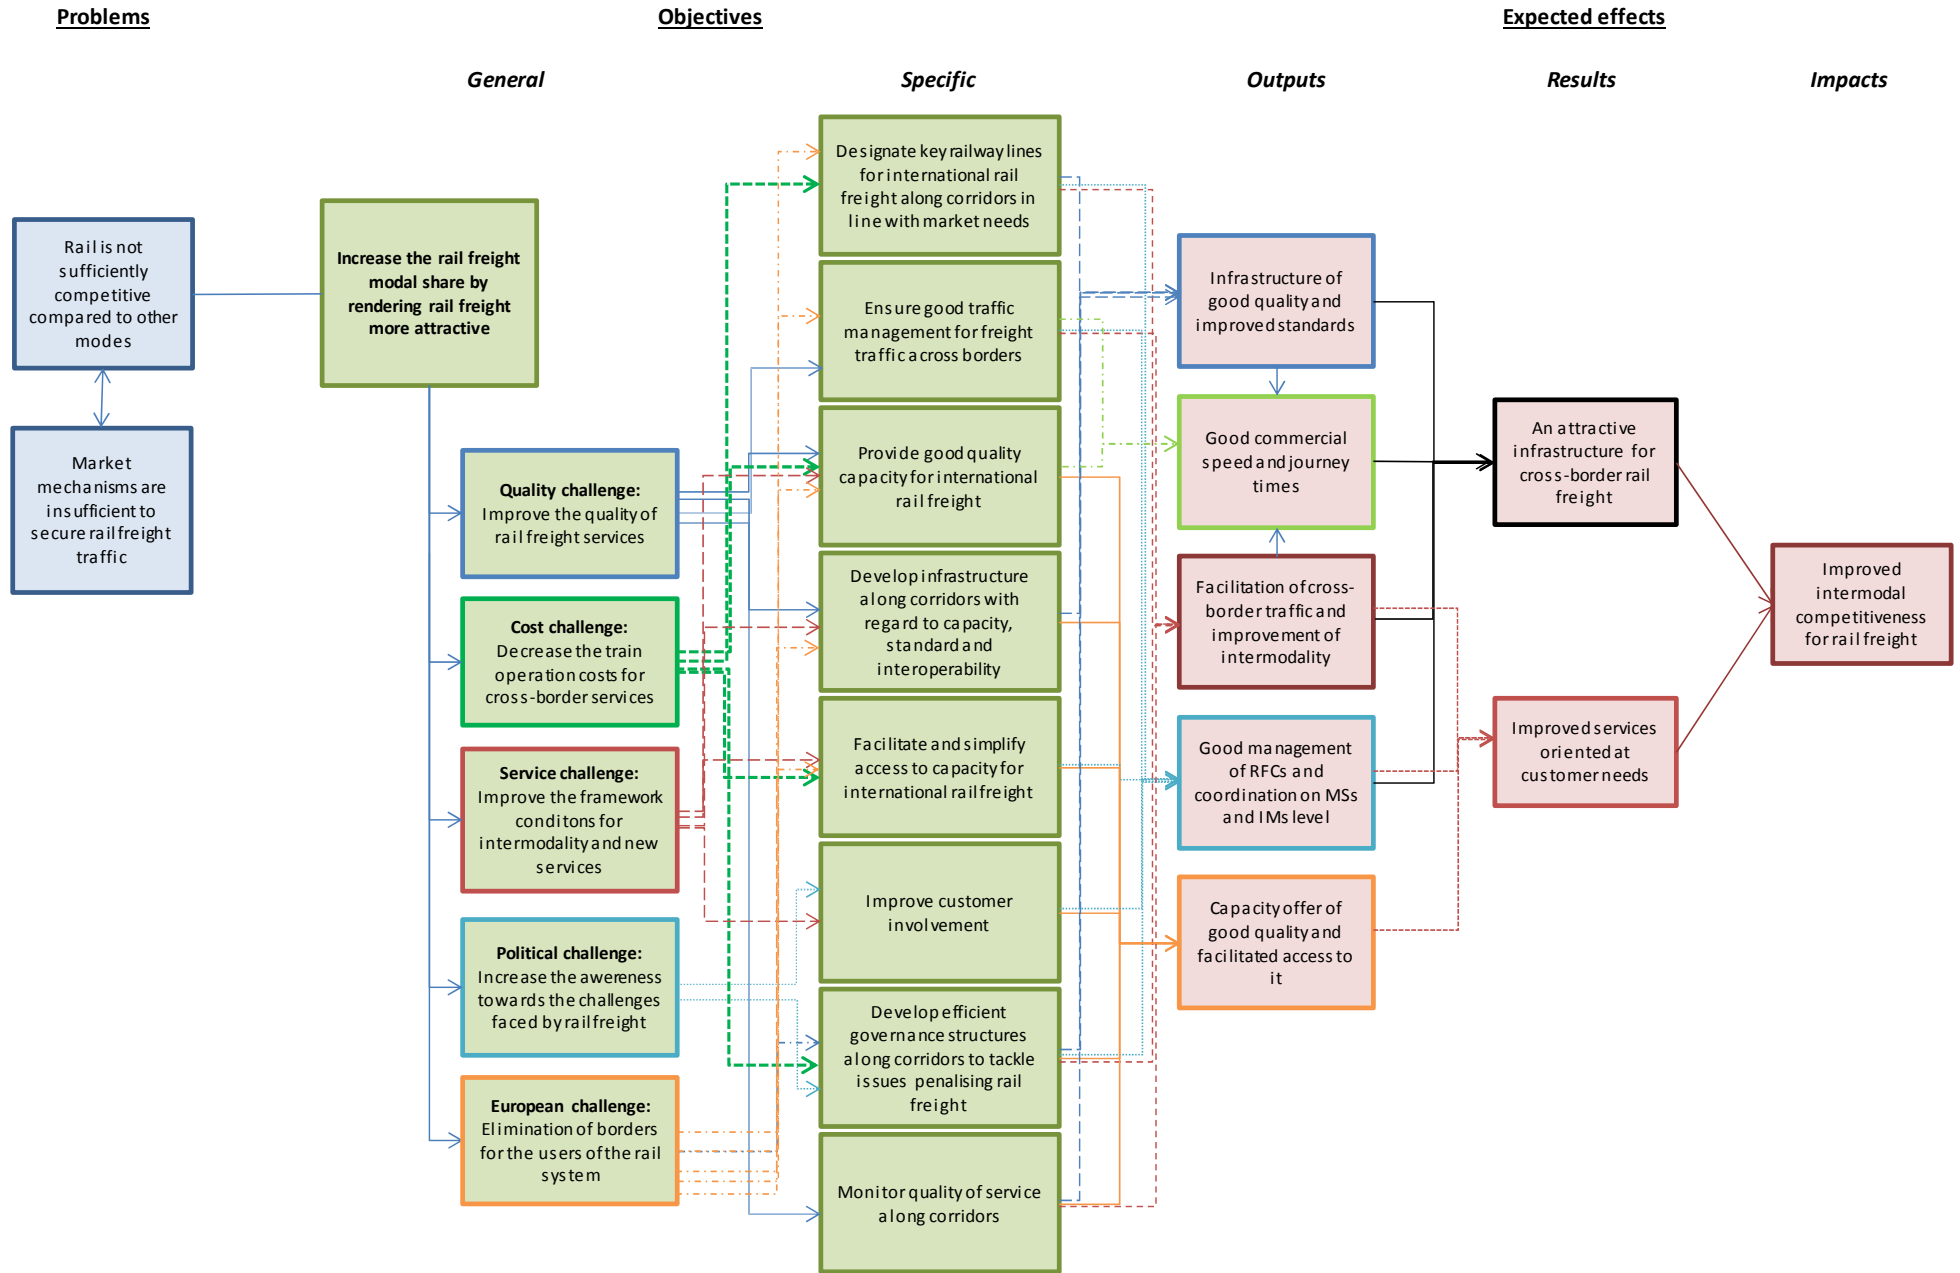 Problems
Objectives
Expected effects
General
Specific
Outputs
Results
Impacts
Rail is not
sufficiently
competitive
compared to other
modes
Market
mechanisms are
insufficient to
secure rail freight
traffic
Increase the rail freight
modal share by
rendering rail freight
more attractive
Quality challenge:
Improve the quality of
rail freight services
Cost challenge:
Decrease the train
operation costs for
cross-border services
Service challenge:
Improve the framework
conditons for
intermodality and new
services
Political challenge:
Increase the awereness
towards the challenges
faced by rail freight
European challenge:
Elimination of borders
for the users of the rail
system
Designate key railway lines
for international rail
freight along corridors in
line with market needs
Ensure good traffic
management for freight
traffic across borders
Provide good quality
capacity for international
rail freight
Develop infrastructure
along corridors with
regard to capacity,
standard and
interoperability
Facilitate and simplify
access to capacity for
international rail freight
Improve customer
involvement
Develop efficient
governance structures
along corridors to tackle
issues penalising rail
freight
Monitor quality of service
along corridors
Infrastructure of
good quality and
improved standards
Good commercial
speed and journey
times
Facilitation of cross-
border traffic and
improvement of
intermodality
Good management
of RFCs and
coordination on MSs
and IMs level
Capacity offer of
good quality and
facilitated access to
it
An attractive
infrastructure for
cross-border rail
freight
Improved services
oriented at
customer needs
Improved
intermodal
competitiveness
for rail freight